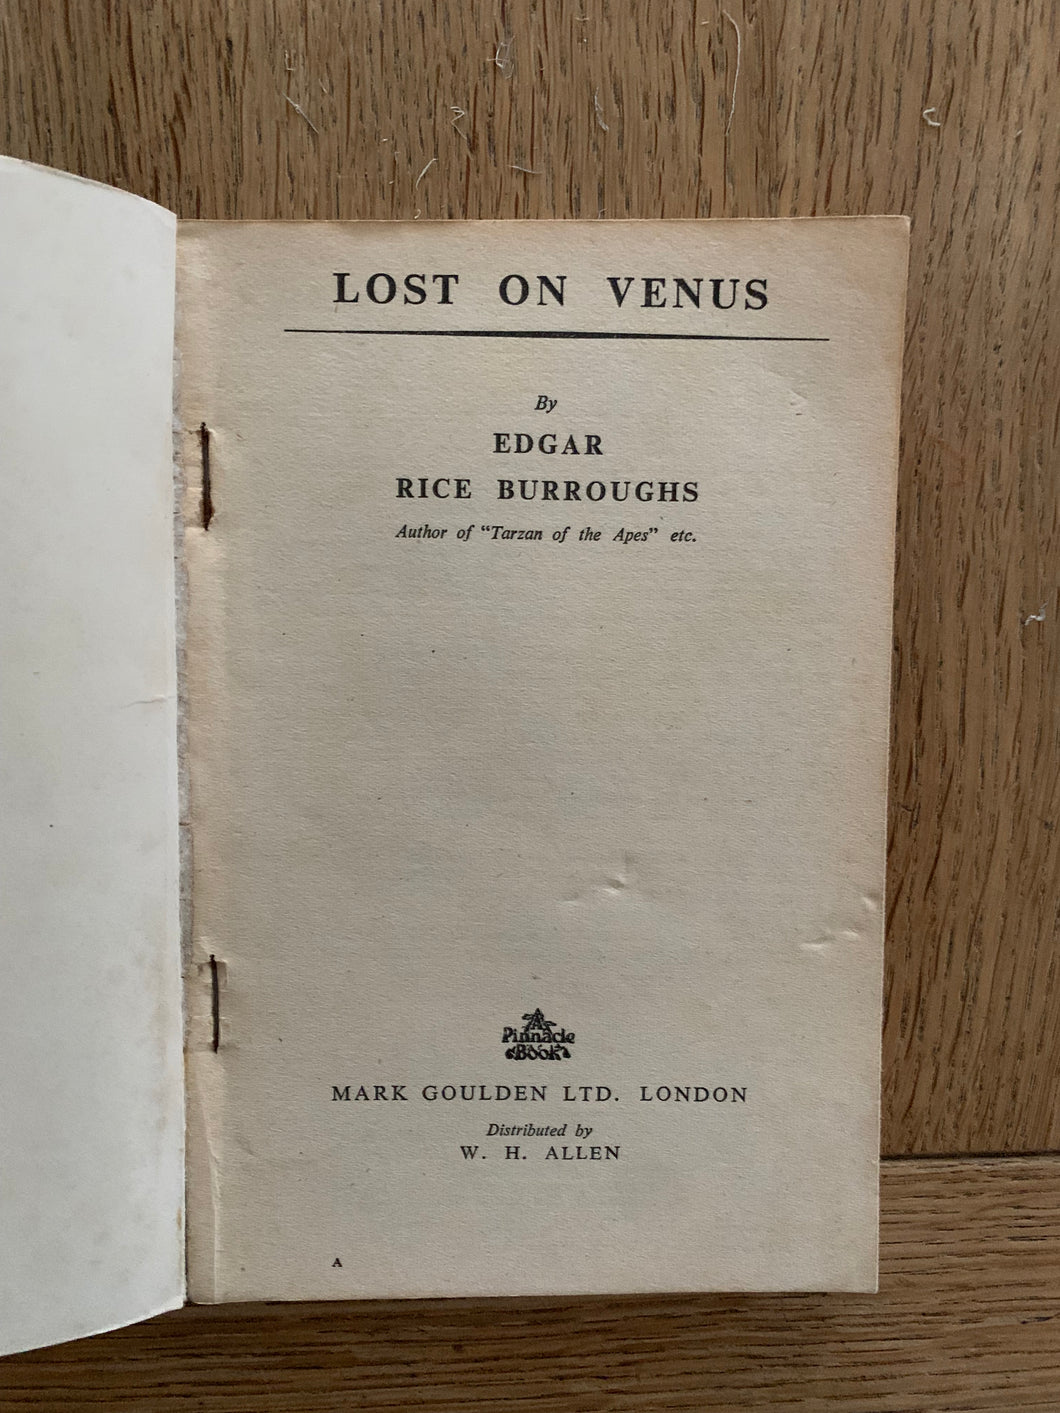 LOST ON VENUS
By
EDGAR
RICE BURROUGHS
Author of "Tarzan of the Apes" etc.
A
Pinnacle
Book
MARK GOULDEN LTD. LONDON
Distributed by
W. H. ALLEN
A